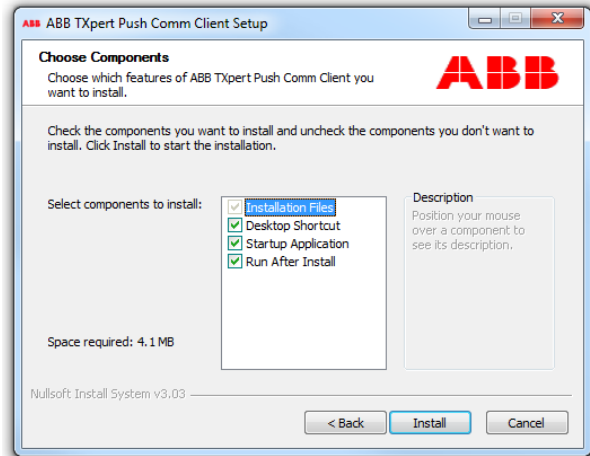 ABB ABB TXpert Push Comm Client Setup
Choose Components
Choose which features of ABB TXpert Push Comm Client you
want to install.
ABB
Check the components you want to install and uncheck the components you don't want to
install. Click Install to start the installation.
Select components to install:
Installation Files
Desktop Shortcut
Startup Application
Run After Install
Description
Position your mouse
over a component to
see its description.
Space required: 4.1MB
Nullsoft Install System v3.03
< Back
Install
Cancel